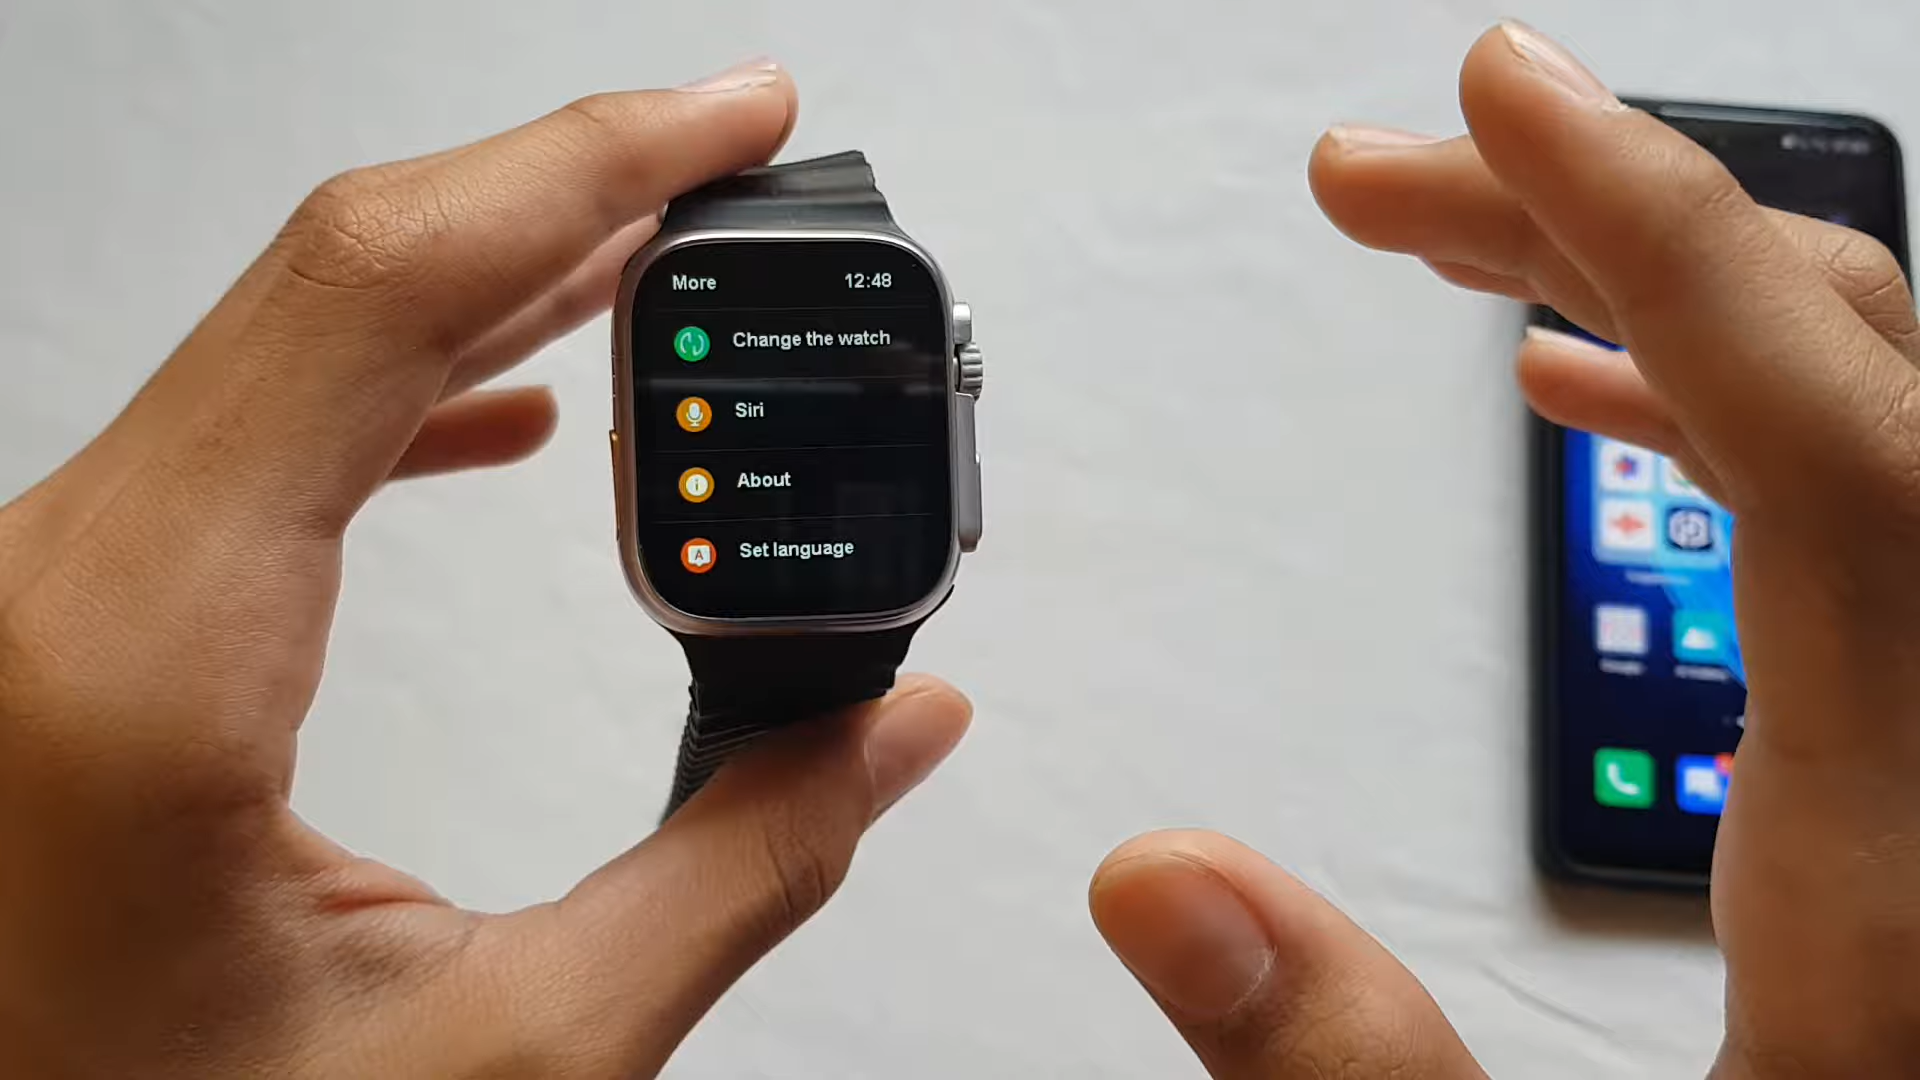 More 12:48
Change the watch
Siri
About
Set language